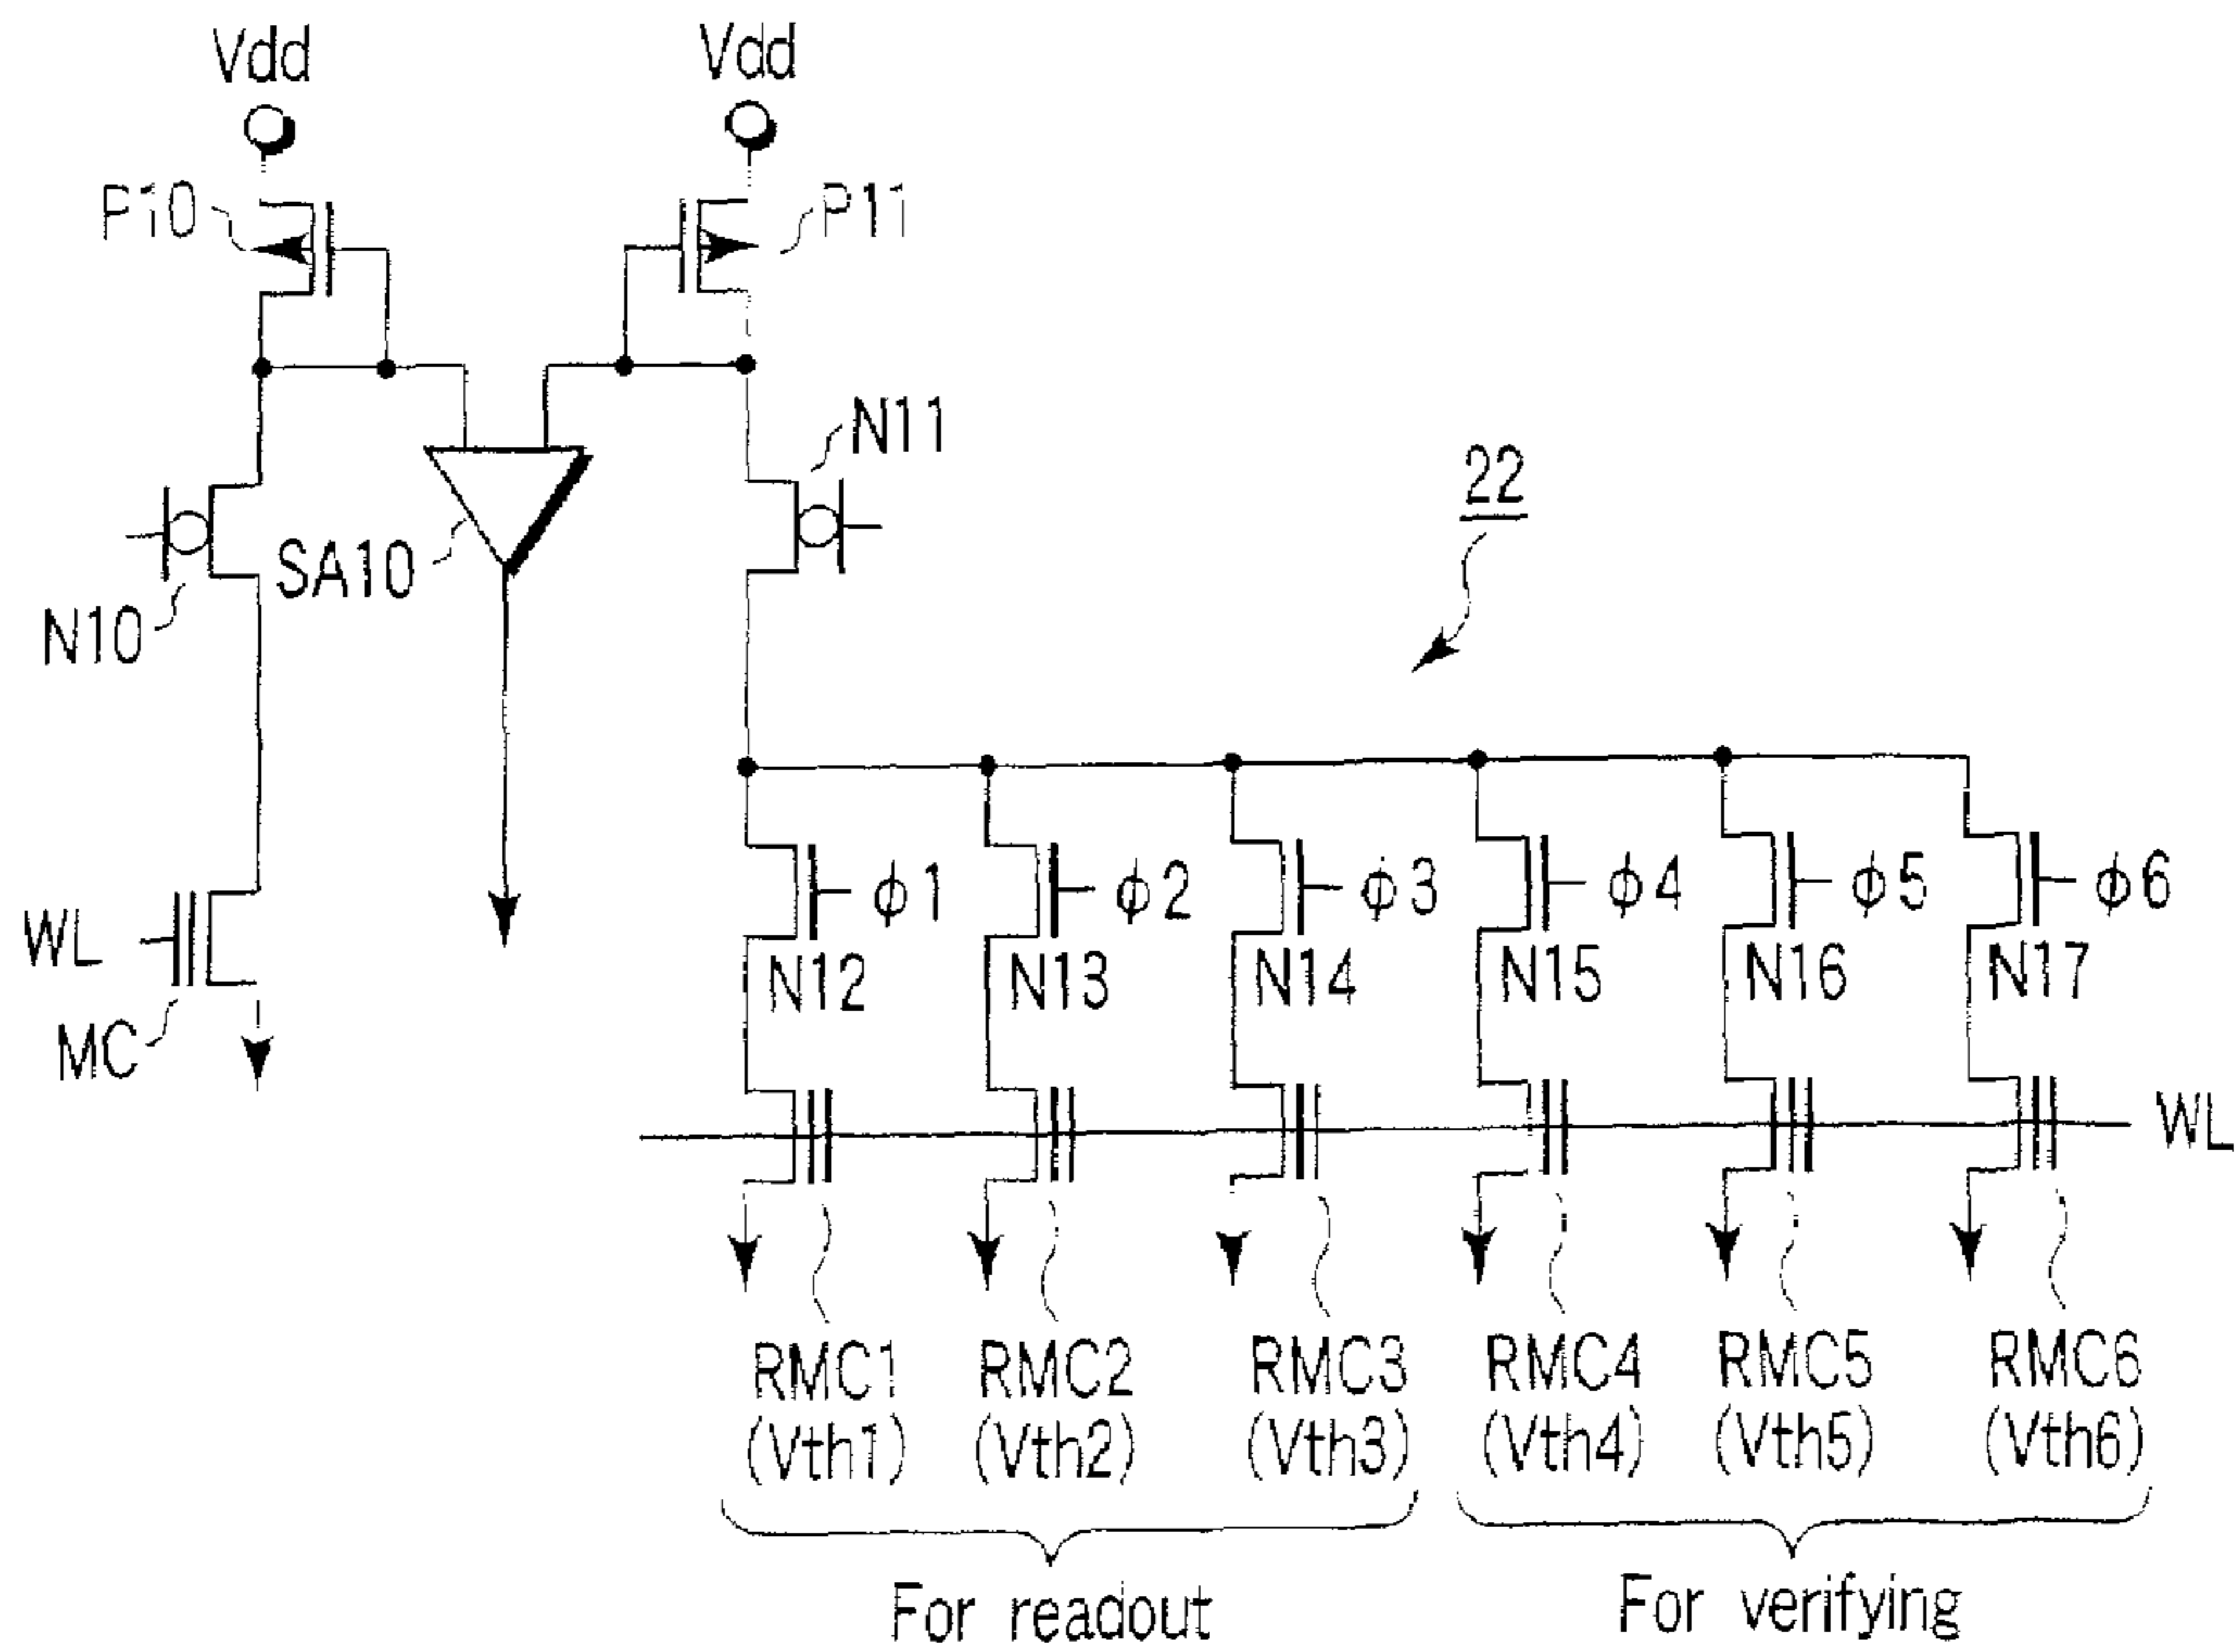 Vdd
Vdd
P10
P11
N11
22
SA10
N10
WL
MC
ϕ1
ϕ2
ϕ3
ϕ4
ϕ5
ϕ6
N12
N13
N14
N15
N16
N17
WL
RMC1
(Vth1)
RMC2
(Vth2)
RMC3
(Vth3)
RMC4
(Vth4)
RMC5
(Vth5)
RMC6
(Vth6)
For readout
For verifying